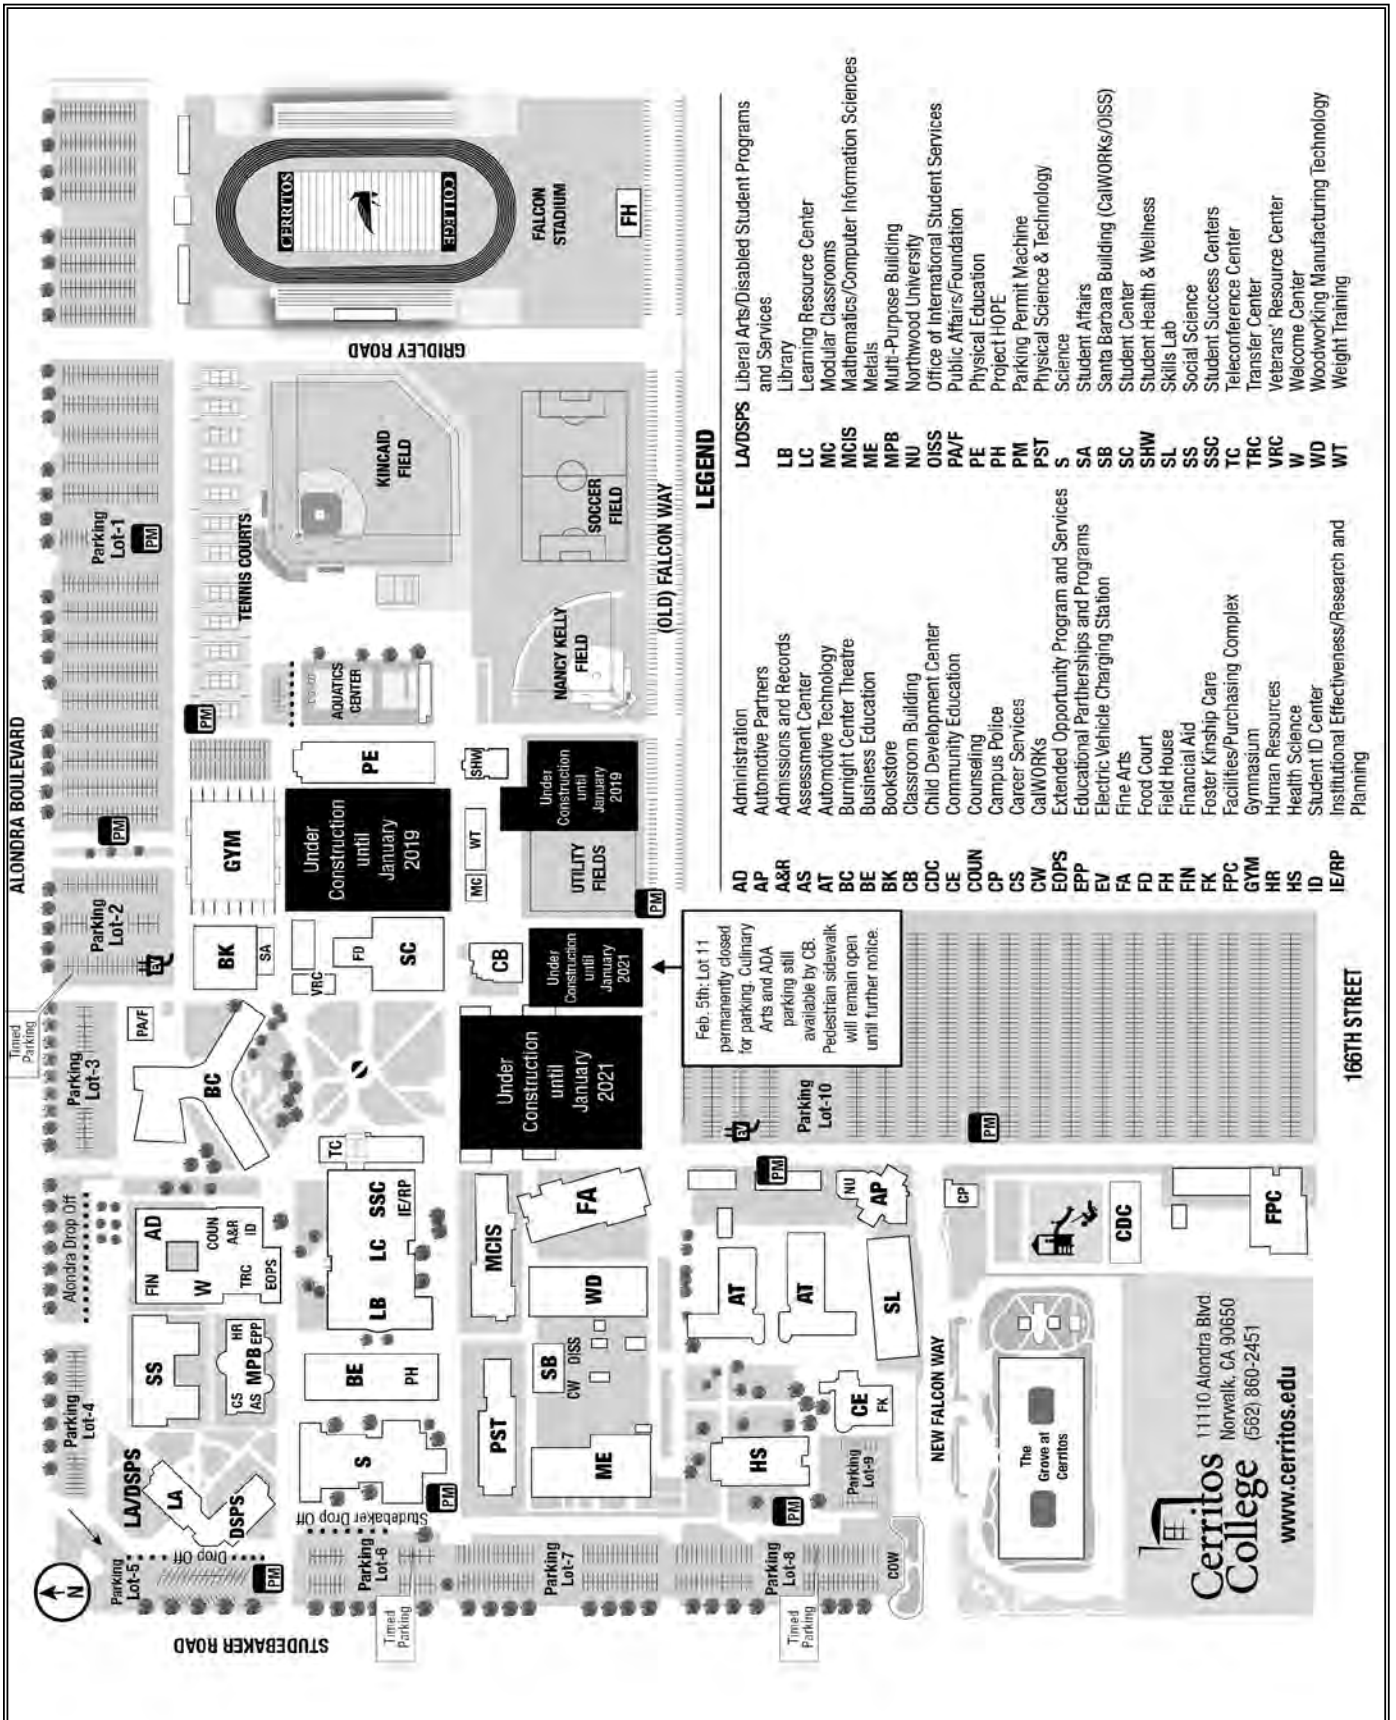 ALONDRA BOULEVARD
Timed
Parking
Parking
Lot-5
Parking
Lot-4
Alondra Drop Off
Parking
Lot-3
Parking
Lot-2
EV
PM
Parking
Lot-1
PM
N
Drop Off
PM
LA/DSPS
LA
DSPS
SS
CS
HR
MPB
AS
EPP
FIN
AD
W
COUN
A&R
TRC
ID
EOPS
BC
PA/F
BK
SA
GYM
PM
TENNIS COURTS
GRIDLEY ROAD
CERRITOS
COLLEGE
FALCON
STADIUM
FH
STUDEBAKER ROAD
Parking
Lot-6
Timed
Parking
Studebaker Drop Off
PM
S
BE
PH
LB
LC
SSC
IE/RP
TC
VRC
FD
SC
Under
Construction
until
January
2019
PE
AQUATICS
CENTER
KINCAID
FIELD
Parking
Lot-7
PST
ME
SB
CW OISS
MCIS
WD
FA
Under
Construction
until
January
2021
CB
Under
Construction
until
January
2021
MC
WT
SHW
UTILITY
FIELDS
Under
Construction
until
January
2019
PM
NANCY KELLY
FIELD
SOCCER
FIELD
(OLD) FALCON WAY
Parking
Lot-8
Timed
Parking
COW
PM
Parking
Lot-9
HS
CE
FK
AT
AT
SL
NU
AP
PM
EV
Parking
Lot-10
PM
Feb. 5th: Lot 11
permanently closed
for parking. Culinary
Arts and ADA
parking still
available by CB.
Pedestrian sidewalk
will remain open
until further notice.
NEW FALCON WAY
The
Grove at
Cerritos
CP
CDC
FPC
166TH STREET
Cerritos
College
11110 Alondra Blvd.
Norwalk, CA 90650
(562) 860-2451
www.cerritos.edu
LEGEND
AD Administration
AP Automotive Partners
A&R Admissions and Records
AS Assessment Center
AT Automotive Technology
BC Burnight Center Theatre
BE Business Education
BK Bookstore
CB Classroom Building
CDC Child Development Center
CE Community Education
COUN Counseling
CP Campus Police
CS Career Services
CW CalWORKs
EOPS Extended Opportunity Program and Services
EPP Educational Partnerships and Programs
EV Electric Vehicle Charging Station
FA Fine Arts
FD Food Court
FH Field House
FIN Financial Aid
FK Foster Kinship Care
FPC Facilities/Purchasing Complex
GYM Gymnasium
HR Human Resources
HS Health Science
ID Student ID Center
IE/RP Institutional Effectiveness/Research and
Planning
LA/DSPS Liberal Arts/Disabled Student Programs
and Services
LB Library
LC Learning Resource Center
MC Modular Classrooms
MCIS Mathematics/Computer Information Sciences
ME Metals
MPB Multi-Purpose Building
NU Northwood University
OISS Office of International Student Services
PA/F Public Affairs/Foundation
PE Physical Education
PH Project HOPE
PM Parking Permit Machine
PST Physical Science & Technology
S Science
SA Student Affairs
SB Santa Barbara Building (CalWORKs/OISS)
SC Student Center
SHW Student Health & Wellness
SL Skills Lab
SS Social Science
SSC Student Success Centers
TC Teleconference Center
TRC Transfer Center
VRC Veterans' Resource Center
W Welcome Center
WD Woodworking Manufacturing Technology
WT Weight Training